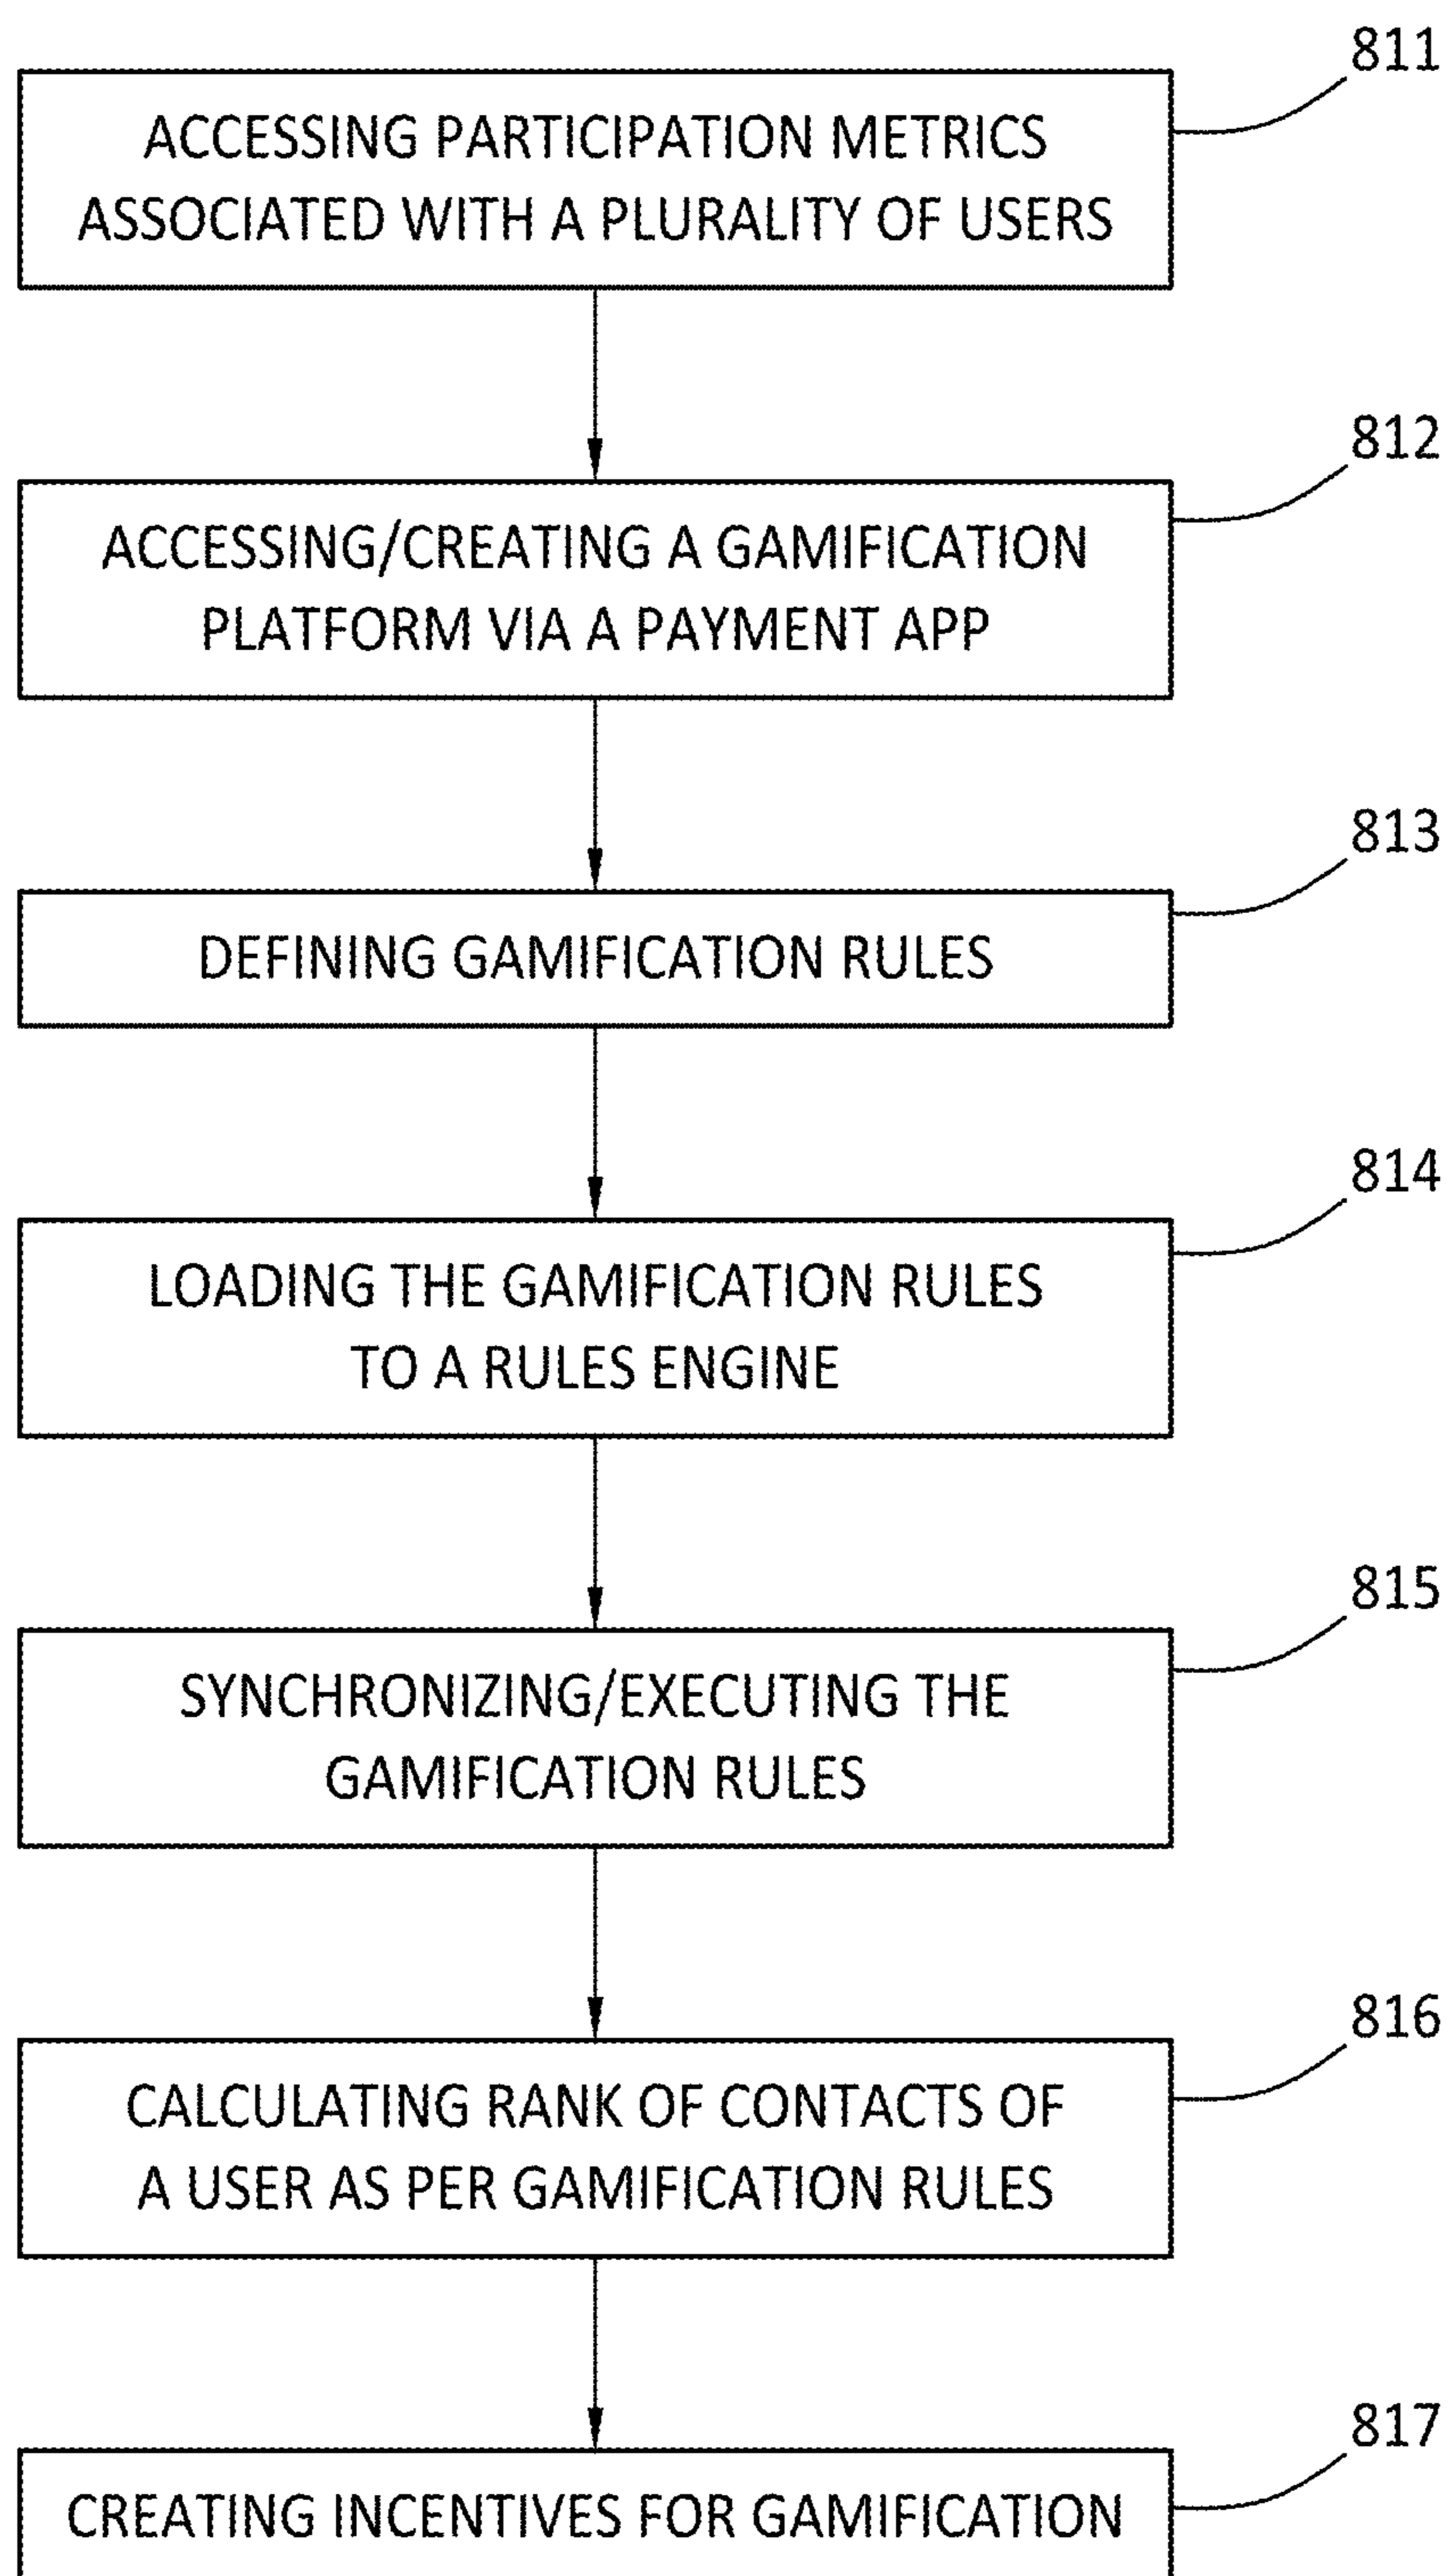 811
ACCESSING PARTICIPATION METRICS
ASSOCIATED WITH A PLURALITY OF USERS
812
ACCESSING/CREATING A GAMIFICATION
PLATFORM VIA A PAYMENT APP
813
DEFINING GAMIFICATION RULES
814
LOADING THE GAMIFICATION RULES
TO A RULES ENGINE
815
SYNCHRONIZING/EXECUTING THE
GAMIFICATION RULES
816
CALCULATING RANK OF CONTACTS OF
A USER AS PER GAMIFICATION RULES
817
CREATING INCENTIVES FOR GAMIFICATION